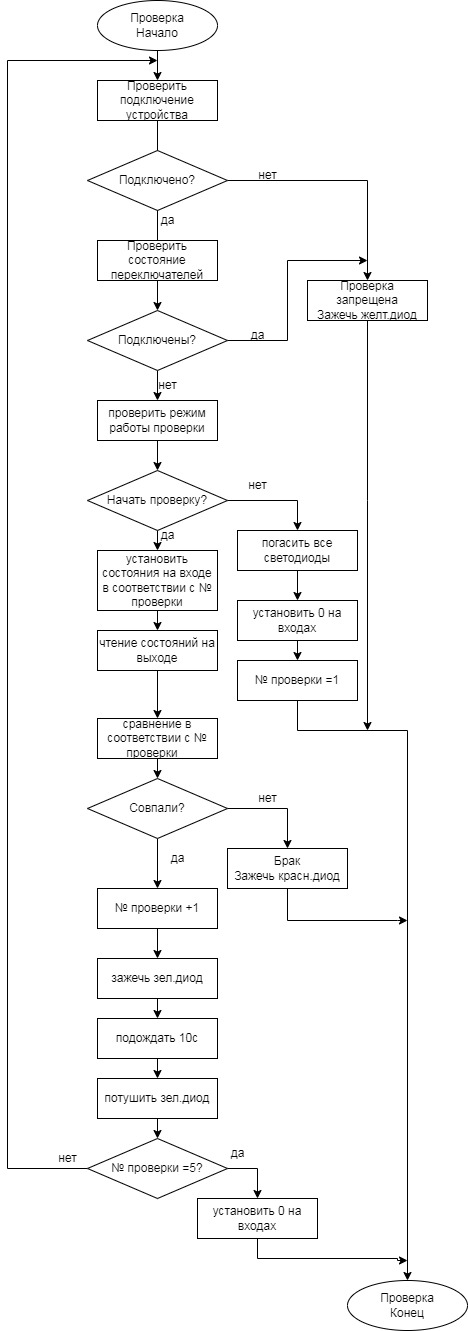 Проверка
Начало
Проверить
подключение
устройства
Подключено?
нет
да
Проверить
состояние
переключателей
Проверка
запрещена
Зажечь желт.диод
Подключены?
да
нет
проверить режим
работы проверки
Начать проверку?
нет
да
погасить все
светодиоды
установить
состояния на входе
в соответствии с №
проверки
установить 0 на
входах
чтение состояний на
выходе
№ проверки =1
сравнение в
соответствии с №
проверки
Совпали?
нет
да
Брак
Зажечь красн.диод
№ проверки +1
зажечь зел.диод
подождать 10с
потушить зел.диод
нет
№ проверки =5?
да
установить 0 на
входах
Проверка
Конец